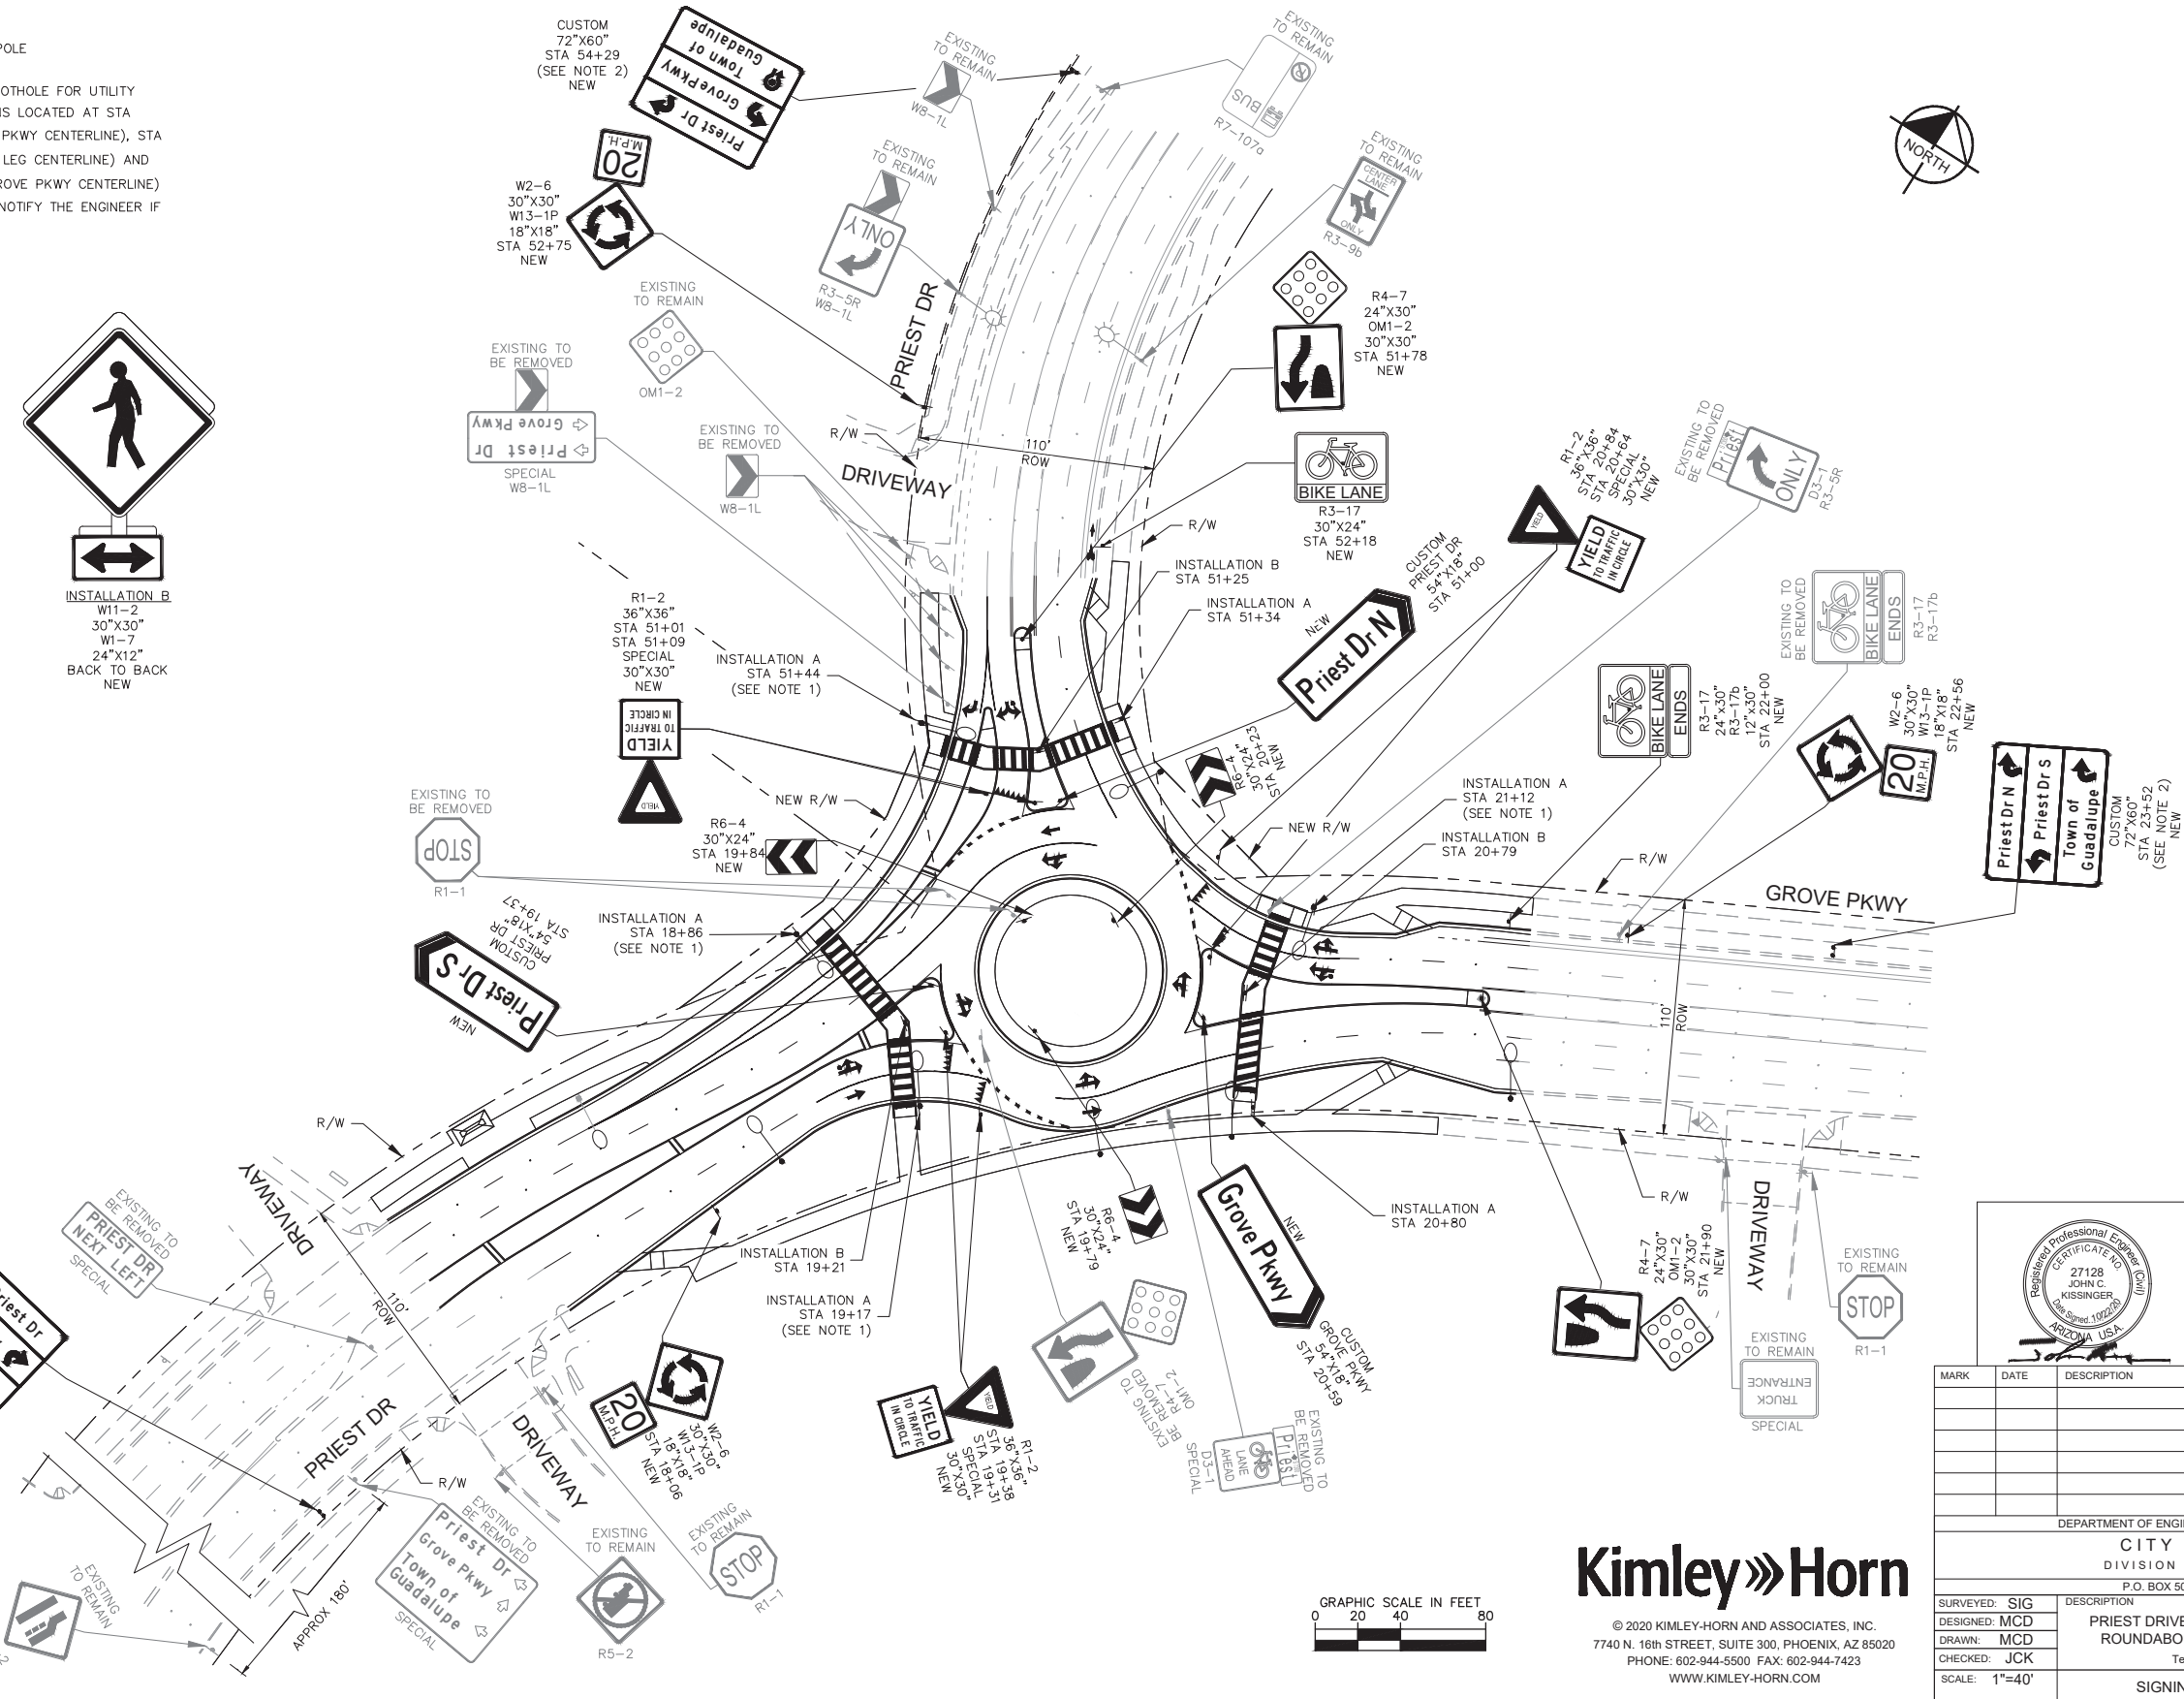 POLE
OTHOLE FOR UTILITY
IS LOCATED AT STA
PKWY CENTERLINE), STA
LEG CENTERLINE) AND
ROVE PKWY CENTERLINE)
NOTIFY THE ENGINEER IF
INSTALLATION B
W11-2
30"X30"
W1-7
24"X12"
BACK TO BACK
NEW
CUSTOM
72"X60"
STA 54+29
(SEE NOTE 2)
NEW
Priest Dr
Grove Pkwy
Town of
Guadalupe
EXISTING
TO REMAIN
W8-1L
EXISTING
TO REMAIN
BUS
R7-107a
NORTH
20
M.P.H.
W2-6
30"X30"
W13-1P
18"X18"
STA 52+75
NEW
EXISTING
TO REMAIN
ONLY
R3-5R
W8-1L
EXISTING
TO REMAIN
CENTER
LANE
ONLY
R3-9b
EXISTING
TO REMAIN
OM1-2
PRIEST DR
R4-7
24"X30"
OM1-2
30"X30"
STA 51+78
NEW
EXISTING TO
BE REMOVED
Priest Dr
Grove Pkwy
SPECIAL
W8-1L
EXISTING TO
BE REMOVED
W8-1L
R/W
110'
ROW
DRIVEWAY
BIKE LANE
R3-17
30"X24"
STA 52+18
NEW
R/W
R1-2
36"X36"
STA 20+84
STA 20+64
SPECIAL
30"X30"
NEW
YIELD
YIELD
TO TRAFFIC
IN CIRCLE
EXISTING TO
BE REMOVED
Priest
ONLY
D3-1
R3-5R
INSTALLATION B
STA 51+25
INSTALLATION A
STA 51+34
CUSTOM
PRIEST DR
54"X18"
STA 51+00
NEW
Priest Dr N
R1-2
36"X36"
STA 51+01
STA 51+09
SPECIAL
30"X30"
NEW
YIELD
TO TRAFFIC
IN CIRCLE
YIELD
INSTALLATION A
STA 51+44
(SEE NOTE 1)
EXISTING TO
BE REMOVED
BIKE LANE
ENDS
R3-17
R3-17b
BIKE LANE
ENDS
R3-17
24"x30"
R3-17b
12"x30"
STA 22+00
NEW
W2-6
30"X30"
W13-1P
18"X18"
STA 22+56
NEW
20
M.P.H.
Priest Dr N
Priest Dr S
Town of
Guadalupe
CUSTOM
72"X60"
STA 23+52
(SEE NOTE 2)
NEW
EXISTING TO
BE REMOVED
STOP
R1-1
NEW R/W
R6-4
30"X24"
STA 19+84
NEW
R6-4
30"X24"
STA 20+23
NEW
NEW R/W
INSTALLATION A
STA 21+12
(SEE NOTE 1)
INSTALLATION B
STA 20+79
R/W
GROVE PKWY
110'
ROW
CUSTOM
PRIEST DR
54"X18"
STA 19+37
Priest Dr S
NEW
INSTALLATION A
STA 18+86
(SEE NOTE 1)
R/W
DRIVEWAY
EXISTING TO
BE REMOVED
PRIEST DR
NEXT LEFT
SPECIAL
110'
ROW
INSTALLATION B
STA 19+21
INSTALLATION A
STA 19+17
(SEE NOTE 1)
R6-4
30"X24"
STA 19+79
NEW
Grove Pkwy
NEW
CUSTOM
GROVE PKWY
54"X18"
STA 20+59
INSTALLATION A
STA 20+80
R/W
R4-7
24"X30"
OM1-2
30"X30"
STA 21+90
NEW
DRIVEWAY
EXISTING
TO REMAIN
STOP
R1-1
EXISTING
TO REMAIN
TRUCK
ENTRANCE
SPECIAL
riest Dr
PRIEST DR
R/W
DRIVEWAY
20
M.P.H.
W2-6
30"X30"
W13-1P
18"X18"
STA 18+06
NEW
YIELD
TO TRAFFIC
IN CIRCLE
YIELD
R1-2
36"X36"
STA 19+38
STA 19+31
SPECIAL
30"X30"
NEW
EXISTING TO
BE REMOVED
R4-7
OM1-2
EXISTING TO
BE REMOVED
Priest
LANE
AHEAD
D3-1
SPECIAL
EXISTING TO
BE REMOVED
Priest Dr
Grove Pkwy
Town of
Guadalupe
SPECIAL
EXISTING
TO REMAIN
R5-2
EXISTING
TO REMAIN
STOP
R1-1
EXISTING
TO REMAIN
APPROX 180'
GRAPHIC SCALE IN FEET
0 20 40 80
Kimley»Horn
© 2020 KIMLEY-HORN AND ASSOCIATES, INC.
7740 N. 16th STREET, SUITE 300, PHOENIX, AZ 85020
PHONE: 602-944-5500 FAX: 602-944-7423
WWW.KIMLEY-HORN.COM
Registered Professional Engineer (Civil)
CERTIFICATE NO.
27128
JOHN C.
KISSINGER
Date Signed 10/22/20
ARIZONA U.S.A.
MARK DATE DESCRIPTION
DEPARTMENT OF ENGI
CITY
DIVISION
P.O. BOX 50
SURVEYED: SIG
DESIGNED: MCD
DRAWN: MCD
CHECKED: JCK
SCALE: 1"=40'
DESCRIPTION
PRIEST DRIVE
ROUNDABO
Te
SIGNIN